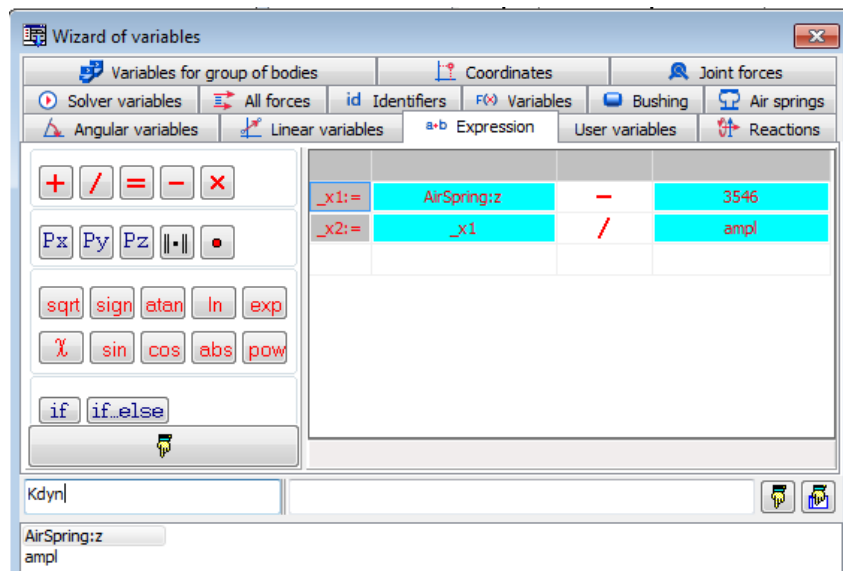 Wizard of variables
Variables for group of bodies Coordinates Joint forces
Solver variables All forces id Identifiers F(x) Variables Bushing Air springs
Angular variables Linear variables a+b Expression User variables Reactions
+ / = − ×
_x1:= AirSpring:z − 3546
_x2:= _x1 / ampl
Px Py Pz ‖•‖ •
sqrt sign atan ln exp
χ sin cos abs pow
if if…else
Kdyn
AirSpring:z
ampl